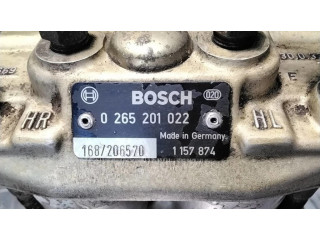 BOSCH
020
0 265 201 022
HR
HL
Made in Germany
1687206570
1 157 874
E